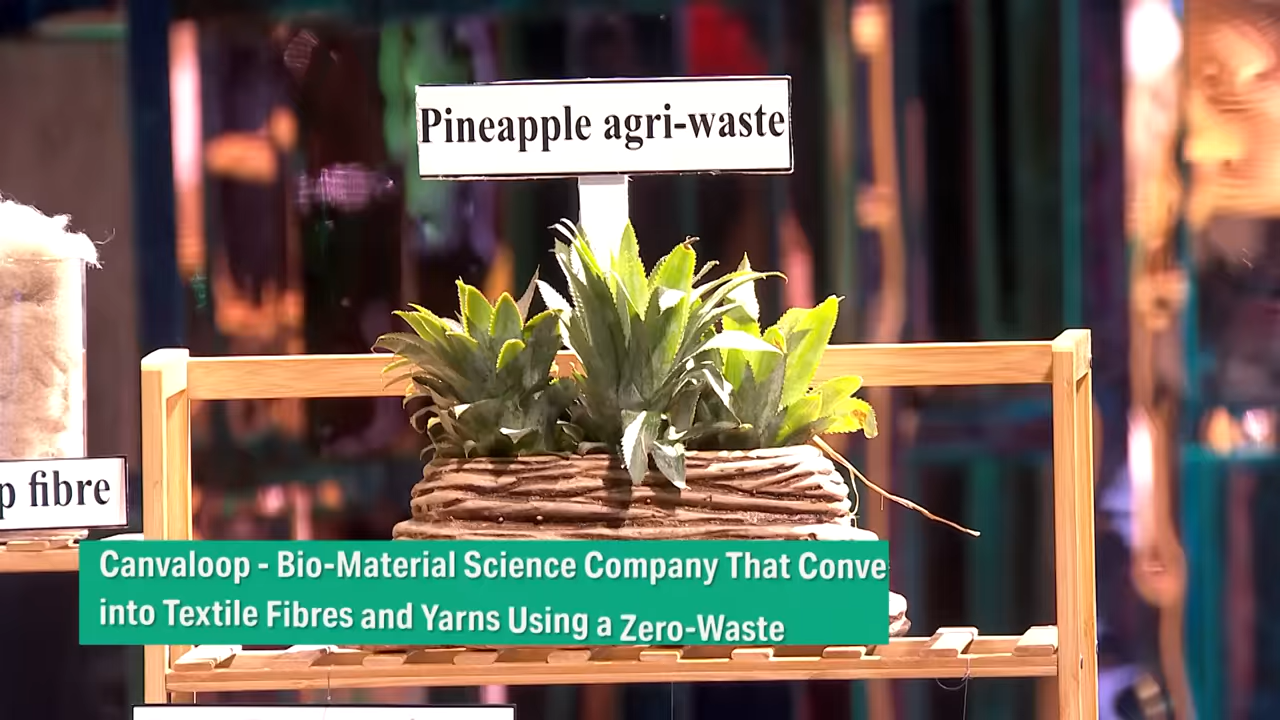 Pineapple agri-waste
p fibre
Canvaloop - Bio-Material Science Company That Conve
into Textile Fibres and Yarns Using a Zero-Waste